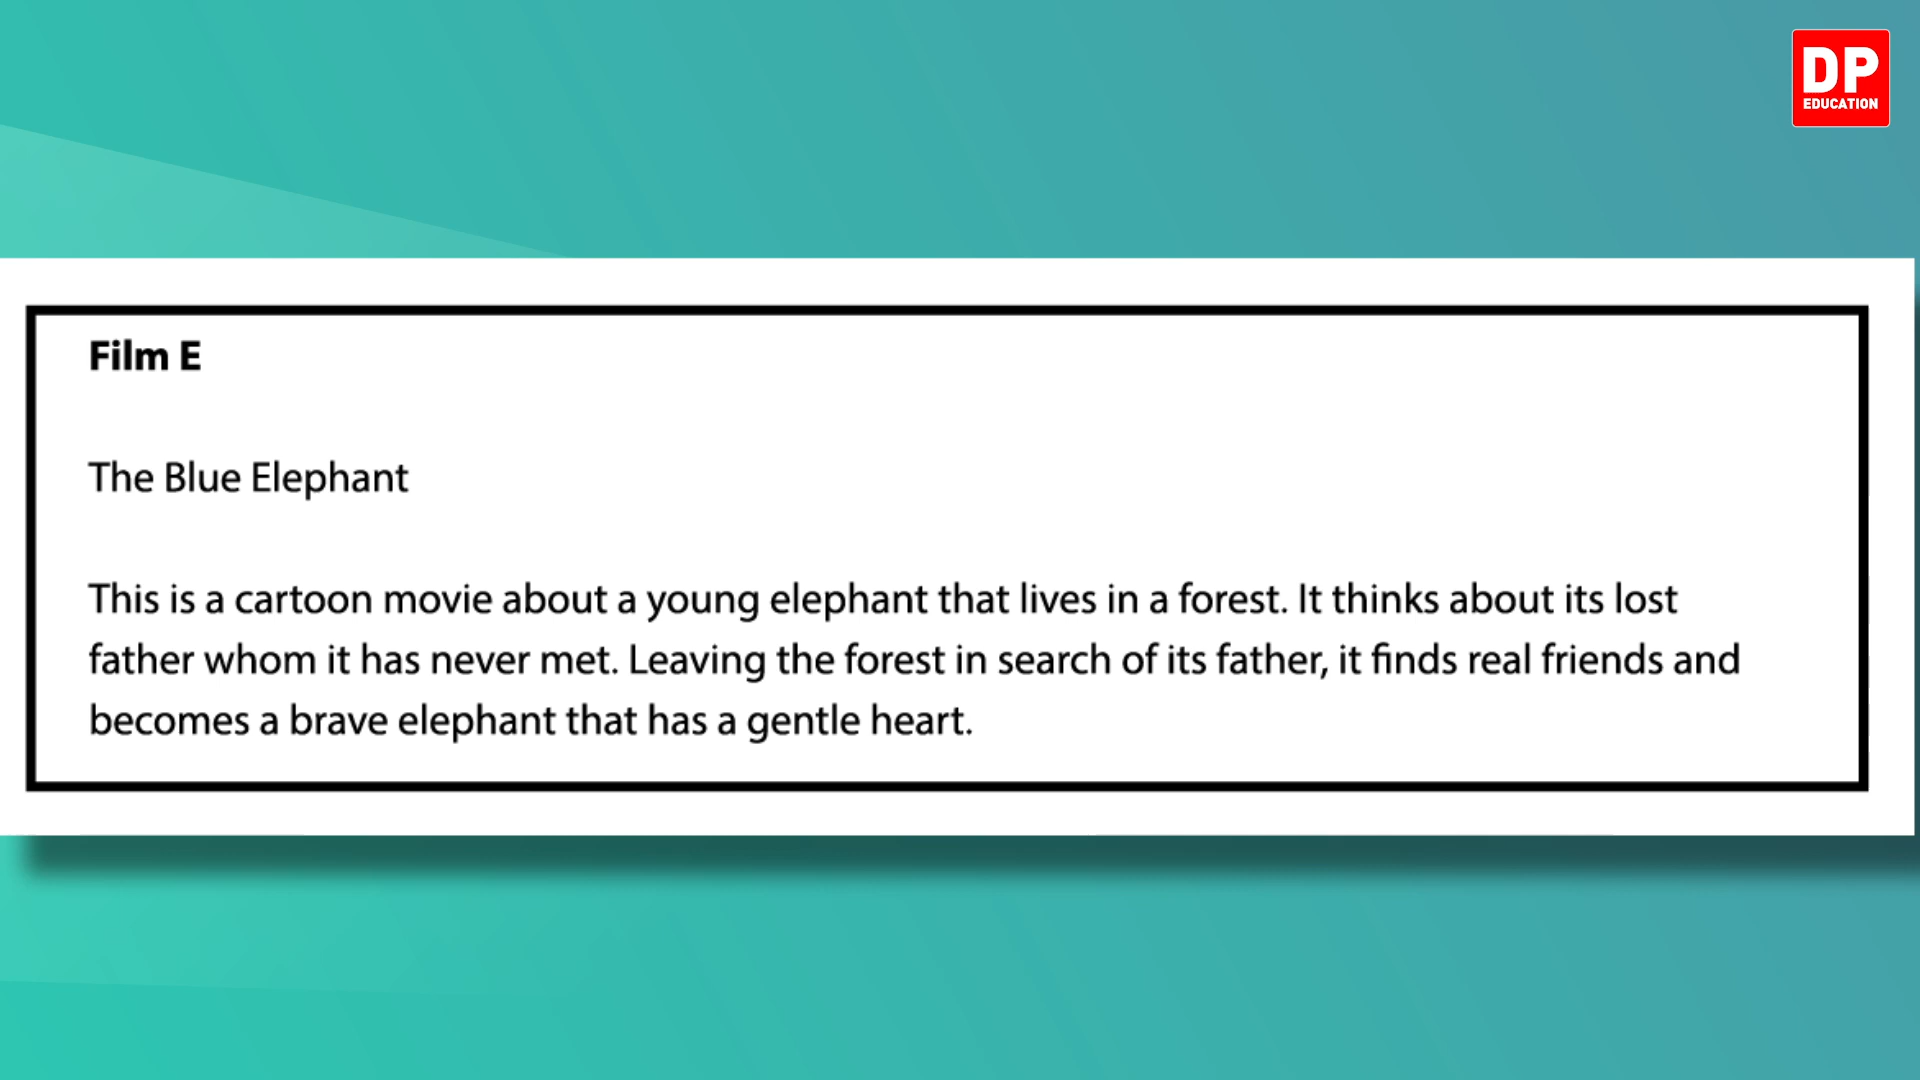 DP
EDUCATION
Film E
The Blue Elephant
This is a cartoon movie about a young elephant that lives in a forest. It thinks about its lost
father whom it has never met. Leaving the forest in search of its father, it finds real friends and
becomes a brave elephant that has a gentle heart.